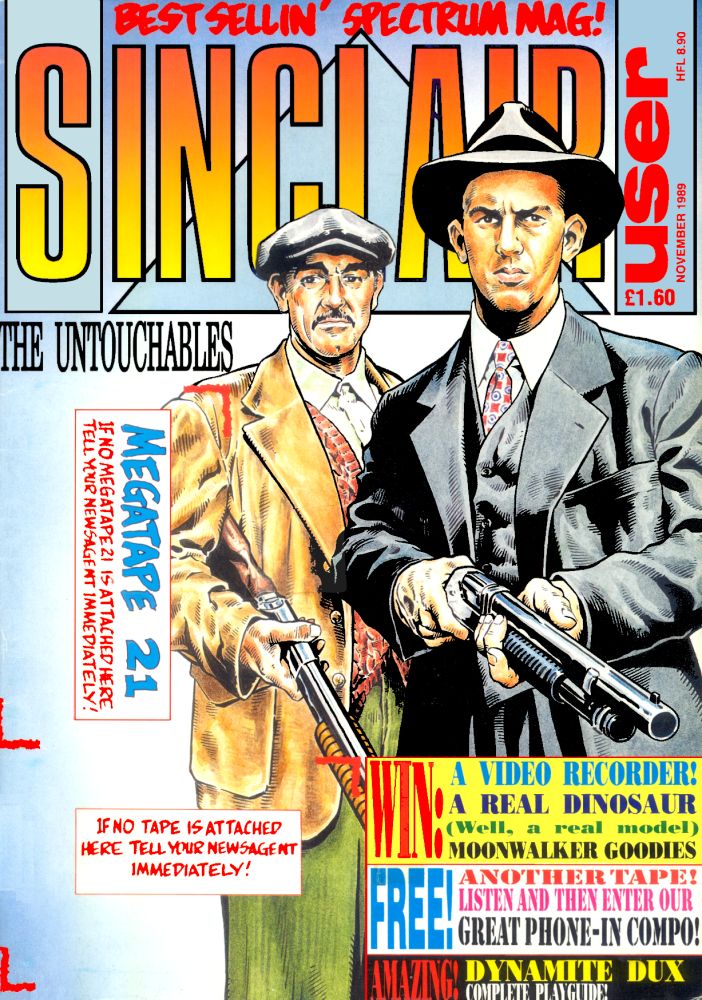 BEST SELLIN' SPECTRUM MAG!
SINCLAIR
user
HFL 8.90
NOVEMBER 1989
£1.60
THE UNTOUCHABLES
MEGATAPE 21
IF NO MEGATAPE 21 IS ATTACHED HERE
TELL YOUR NEWSAGENT IMMEDIATELY!
IF NO TAPE IS ATTACHED
HERE TELL YOUR NEWSAGENT
IMMEDIATELY!
WIN:
A VIDEO RECORDER!
A REAL DINOSAUR
(Well, a real model)
MOONWALKER GOODIES
FREE!
ANOTHER TAPE!
LISTEN AND THEN ENTER OUR
GREAT PHONE-IN COMPO!
AMAZING!
DYNAMITE DUX
COMPLETE PLAYGUIDE!